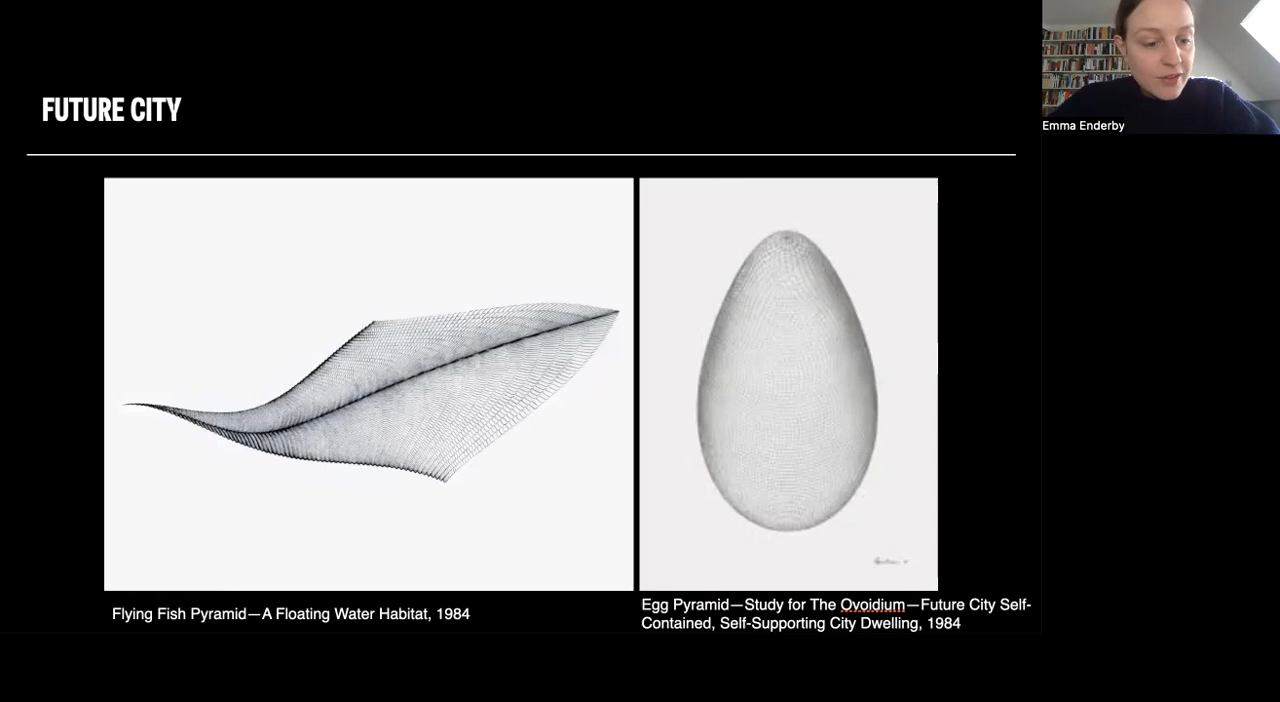 FUTURE CITY
Emma Enderby
Flying Fish Pyramid—A Floating Water Habitat, 1984
Egg Pyramid—Study for The Ovoidium—Future City Self-
Contained, Self-Supporting City Dwelling, 1984